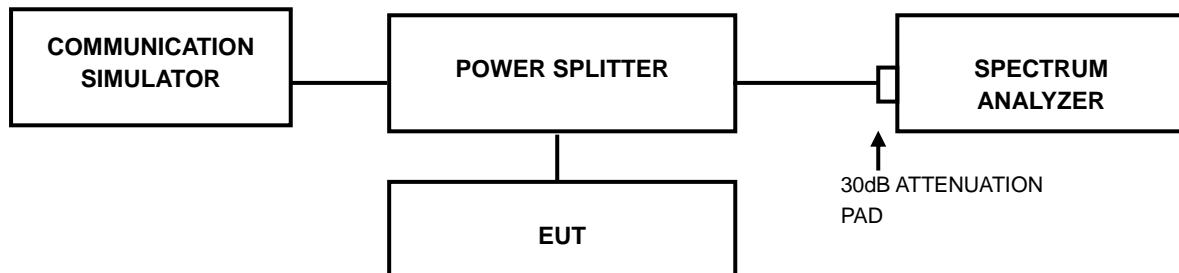 COMMUNICATION
SIMULATOR
POWER SPLITTER
SPECTRUM
ANALYZER
30dB ATTENUATION
PAD
EUT